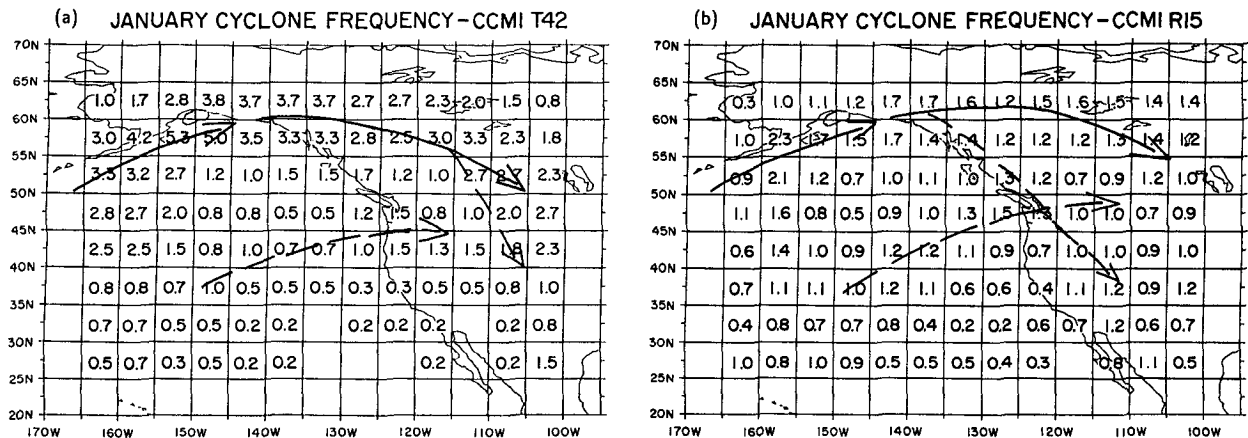 (a) JANUARY CYCLONE FREQUENCY-CCMI T42
70N
65N
1.0 1.7 2.8 3.8 3.7 3.7 3.7 2.7 2.7 2.3 2.0 1.5 0.8
60N
3.0 4.2 5.3 5.0 3.5 3.3 3.3 2.8 2.5 3.0 3.3 2.3 1.8
55N
3.3 3.2 2.7 1.2 1.0 1.5 1.5 1.7 1.2 1.0 2.7 2.7 2.3
50N
2.8 2.7 2.0 0.8 0.8 0.5 0.5 1.2 1.5 0.8 1.0 2.0 2.7
45N
2.5 2.5 1.5 0.8 1.0 0.7 0.7 1.0 1.5 1.3 1.5 1.8 2.3
40N
0.8 0.8 0.7 1.0 0.5 0.5 0.5 0.3 0.3 0.5 0.5 0.8 1.0
35N
0.7 0.7 0.5 0.5 0.2 0.2 0.2 0.2 0.2 0.2 0.8
30N
0.5 0.7 0.3 0.5 0.2 0.2 0.2 0.2 1.5
25N
20N
170W 160W 150W 140W 130W 120W 110W 100W
(b) JANUARY CYCLONE FREQUENCY-CCMI R15
70N
65N
0.3 1.0 1.1 1.2 1.7 1.7 1.6 1.2 1.5 1.6 1.5 1.4 1.4
60N
1.0 2.3 1.5 1.7 1.4 1.4 1.2 1.2 1.2 1.3 1.4 1.2
55N
0.9 2.1 1.2 0.7 1.0 1.1 1.0 1.3 1.2 0.7 0.9 1.2 1.0
50N
1.1 1.6 0.8 0.5 0.9 1.0 1.3 1.5 1.3 1.0 1.0 0.7 0.9
45N
0.6 1.4 1.0 0.9 1.2 1.2 1.1 0.9 0.7 1.0 1.0 0.9 1.0
40N
0.7 1.1 1.1 1.0 1.2 1.1 0.6 0.6 0.4 1.1 1.2 0.9 1.2
35N
0.4 0.8 0.7 0.7 0.8 0.4 0.2 0.2 0.6 0.7 1.2 0.6 0.7
30N
1.0 0.8 1.0 0.9 0.5 0.5 0.5 0.4 0.3 0.8 1.1 0.5
25N
20N
170W 160W 150W 140W 130W 120W 110W 100W